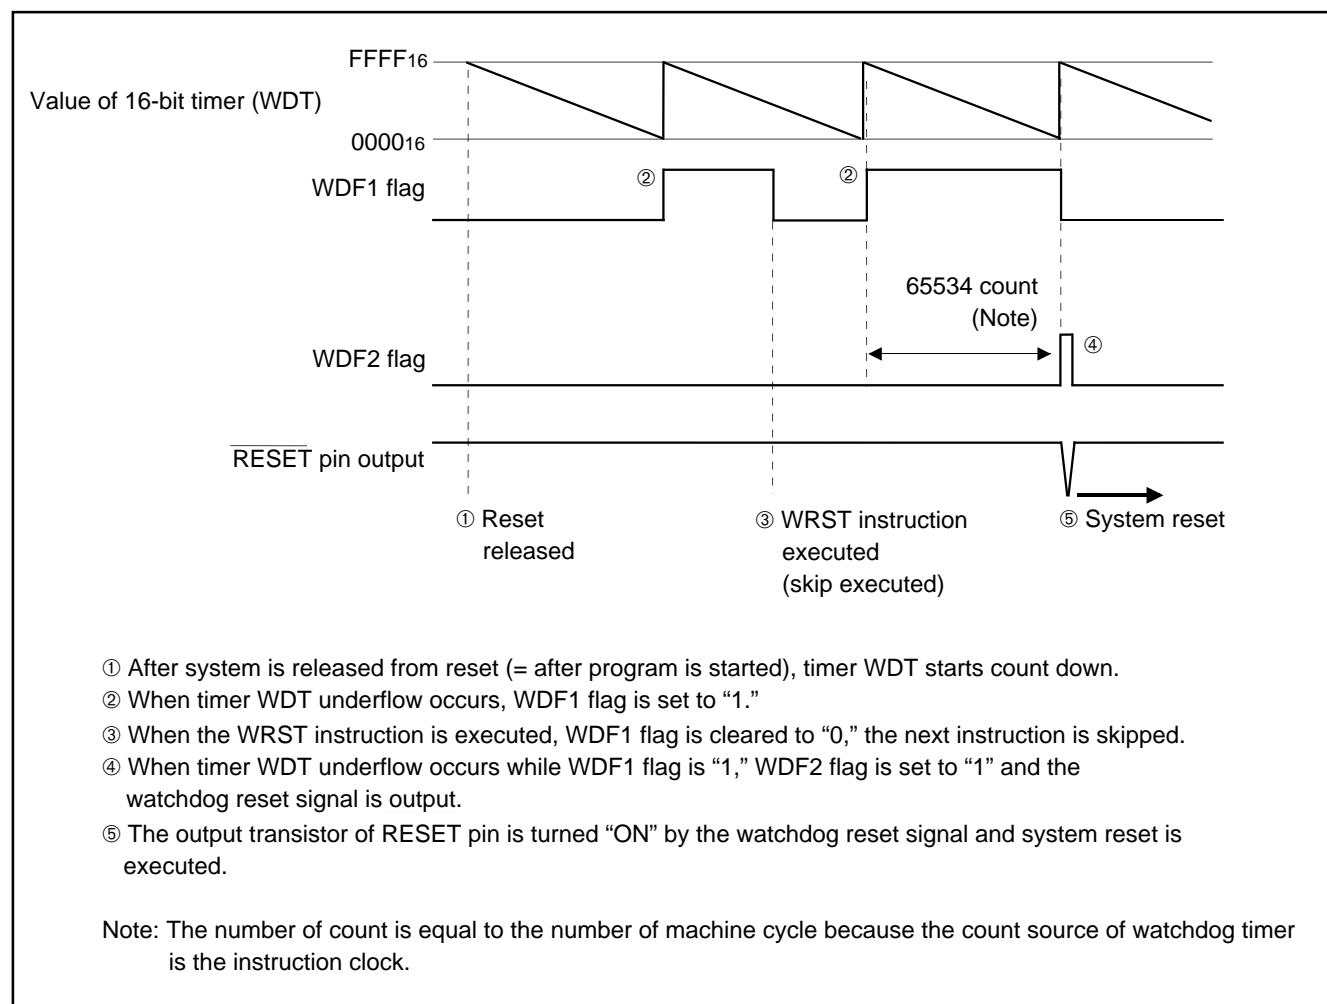 FFFF16
Value of 16-bit timer (WDT)
000016
WDF1 flag
②
②
65534 count
(Note)
WDF2 flag
④
RESET pin output
① Reset
released
③ WRST instruction
executed
(skip executed)
⑤ System reset
① After system is released from reset (= after program is started), timer WDT starts count down.
② When timer WDT underflow occurs, WDF1 flag is set to “1.”
③ When the WRST instruction is executed, WDF1 flag is cleared to “0,” the next instruction is skipped.
④ When timer WDT underflow occurs while WDF1 flag is “1,” WDF2 flag is set to “1” and the
watchdog reset signal is output.
⑤ The output transistor of RESET pin is turned “ON” by the watchdog reset signal and system reset is
executed.
Note: The number of count is equal to the number of machine cycle because the count source of watchdog timer
is the instruction clock.